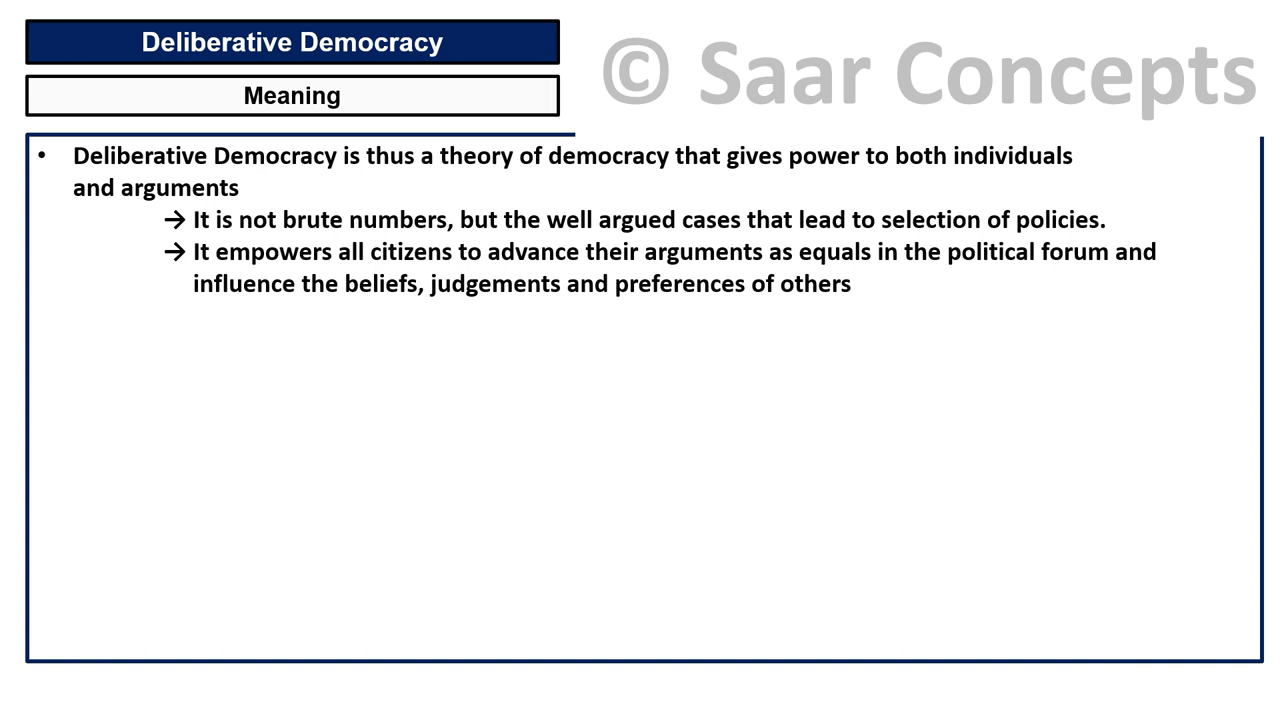 Deliberative Democracy
© Saar Concepts
Meaning
• Deliberative Democracy is thus a theory of democracy that gives power to both individuals
and arguments
→ It is not brute numbers, but the well argued cases that lead to selection of policies.
→ It empowers all citizens to advance their arguments as equals in the political forum and
influence the beliefs, judgements and preferences of others